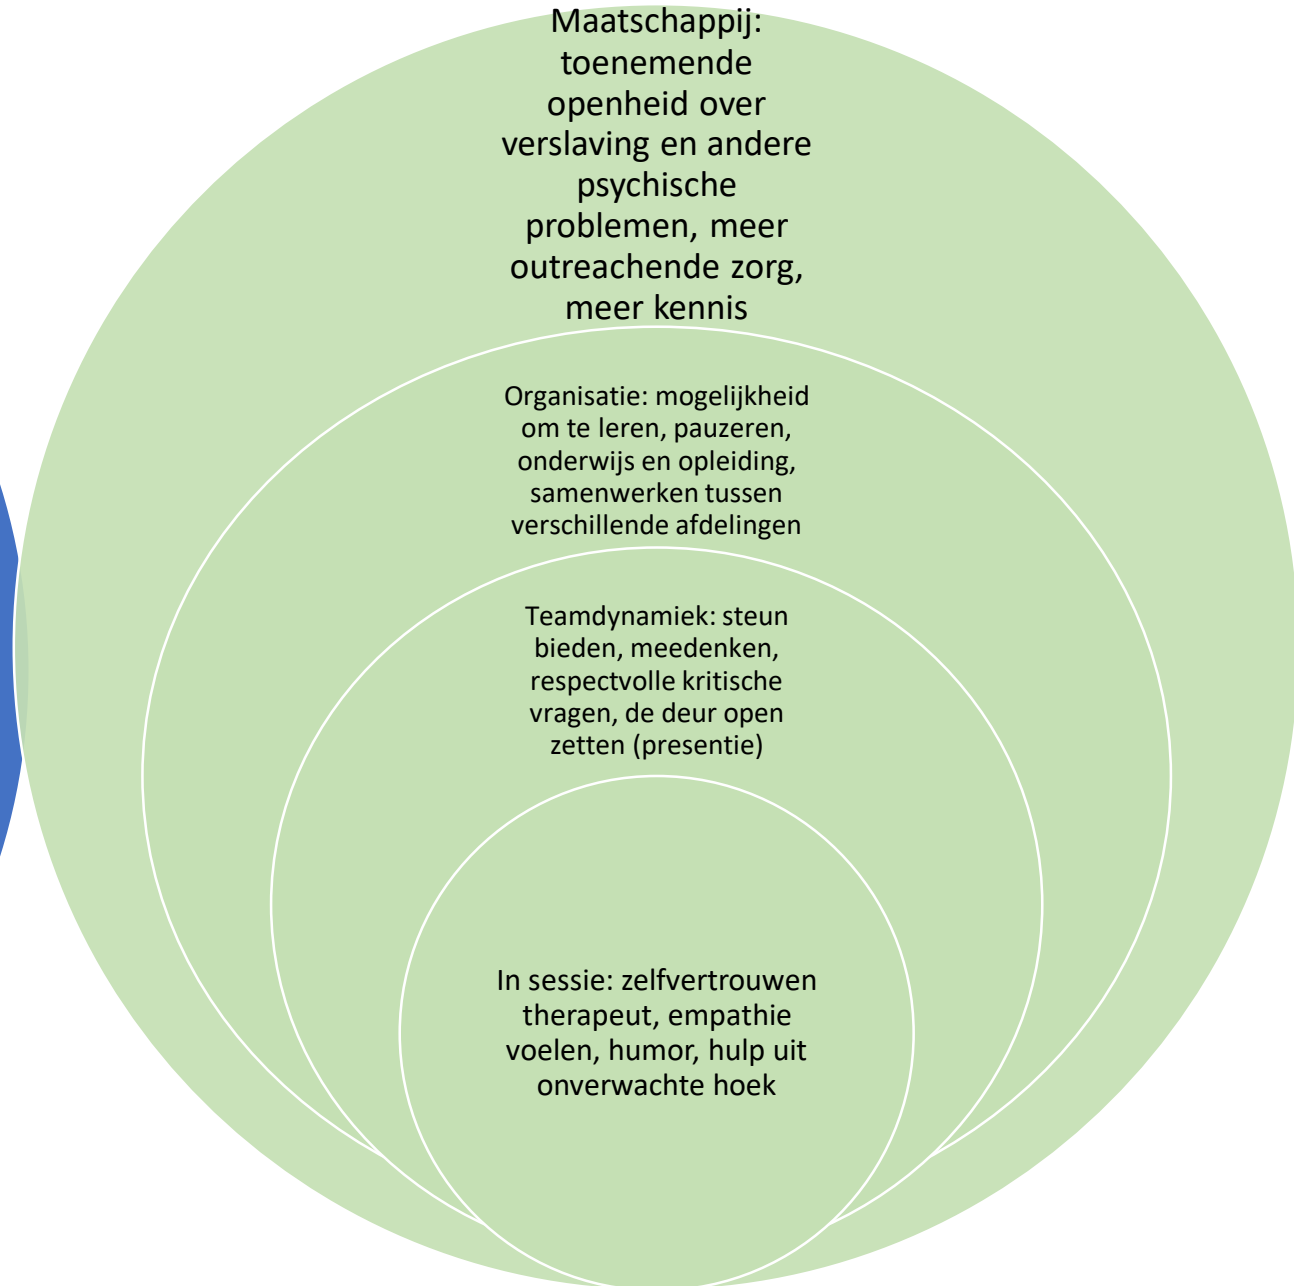 Maatschappij:
toenemende
openheid over
verslaving en andere
psychische
problemen, meer
outreachende zorg,
meer kennis
Organisatie: mogelijkheid
om te leren, pauzeren,
onderwijs en opleiding,
samenwerken tussen
verschillende afdelingen
Teamdynamiek: steun
bieden, meedenken,
respectvolle kritische
vragen, de deur open
zetten (presentie)
In sessie: zelfvertrouwen
therapeut, empathie
voelen, humor, hulp uit
onverwachte hoek